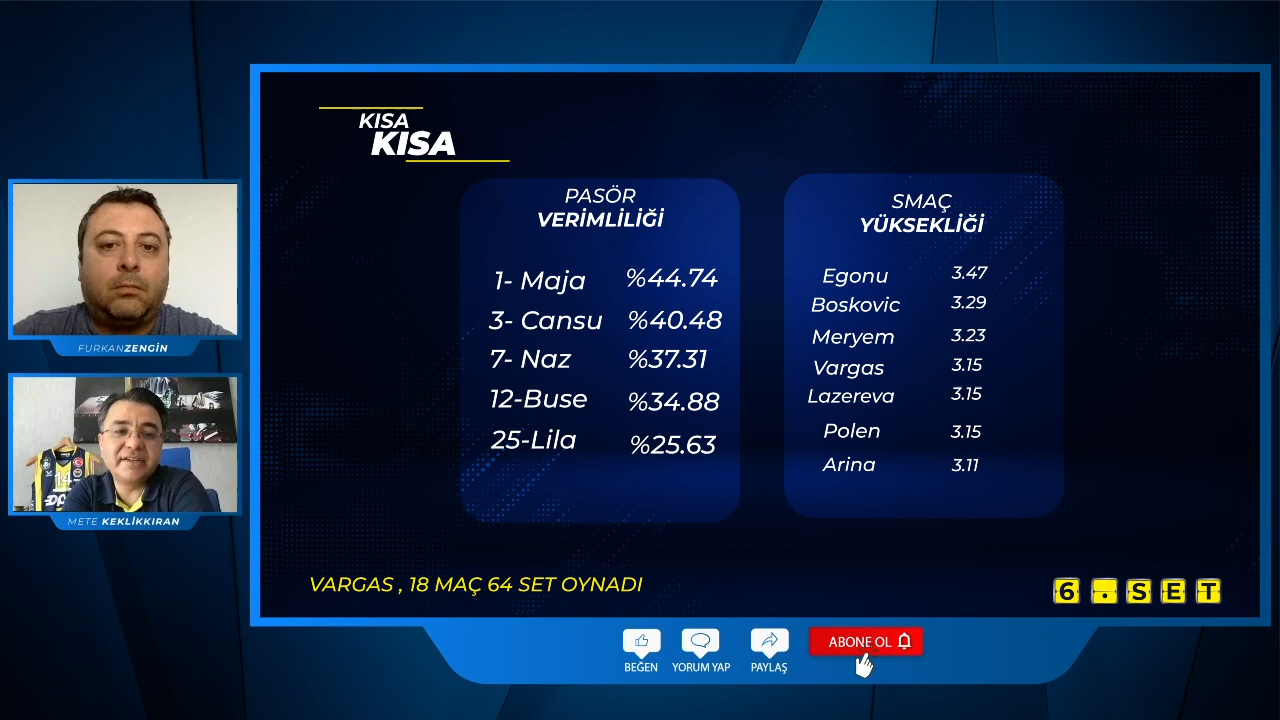 KISA
KISA
PASÖR
VERİMLİLİĞİ
1- Maja %44.74
3- Cansu %40.48
7- Naz %37.31
12-Buse %34.88
25-Lila %25.63
SMAÇ
YÜKSEKLİĞİ
Egonu 3.47
Boskovic 3.29
Meryem 3.23
Vargas 3.15
Lazereva 3.15
Polen 3.15
Arina 3.11
FURKANZENGİN
14
METE KEKLİKKIRAN
VARGAS , 18 MAÇ 64 SET OYNADI
6 . SET
BEĞEN
YORUM YAP
PAYLAŞ
ABONE OL